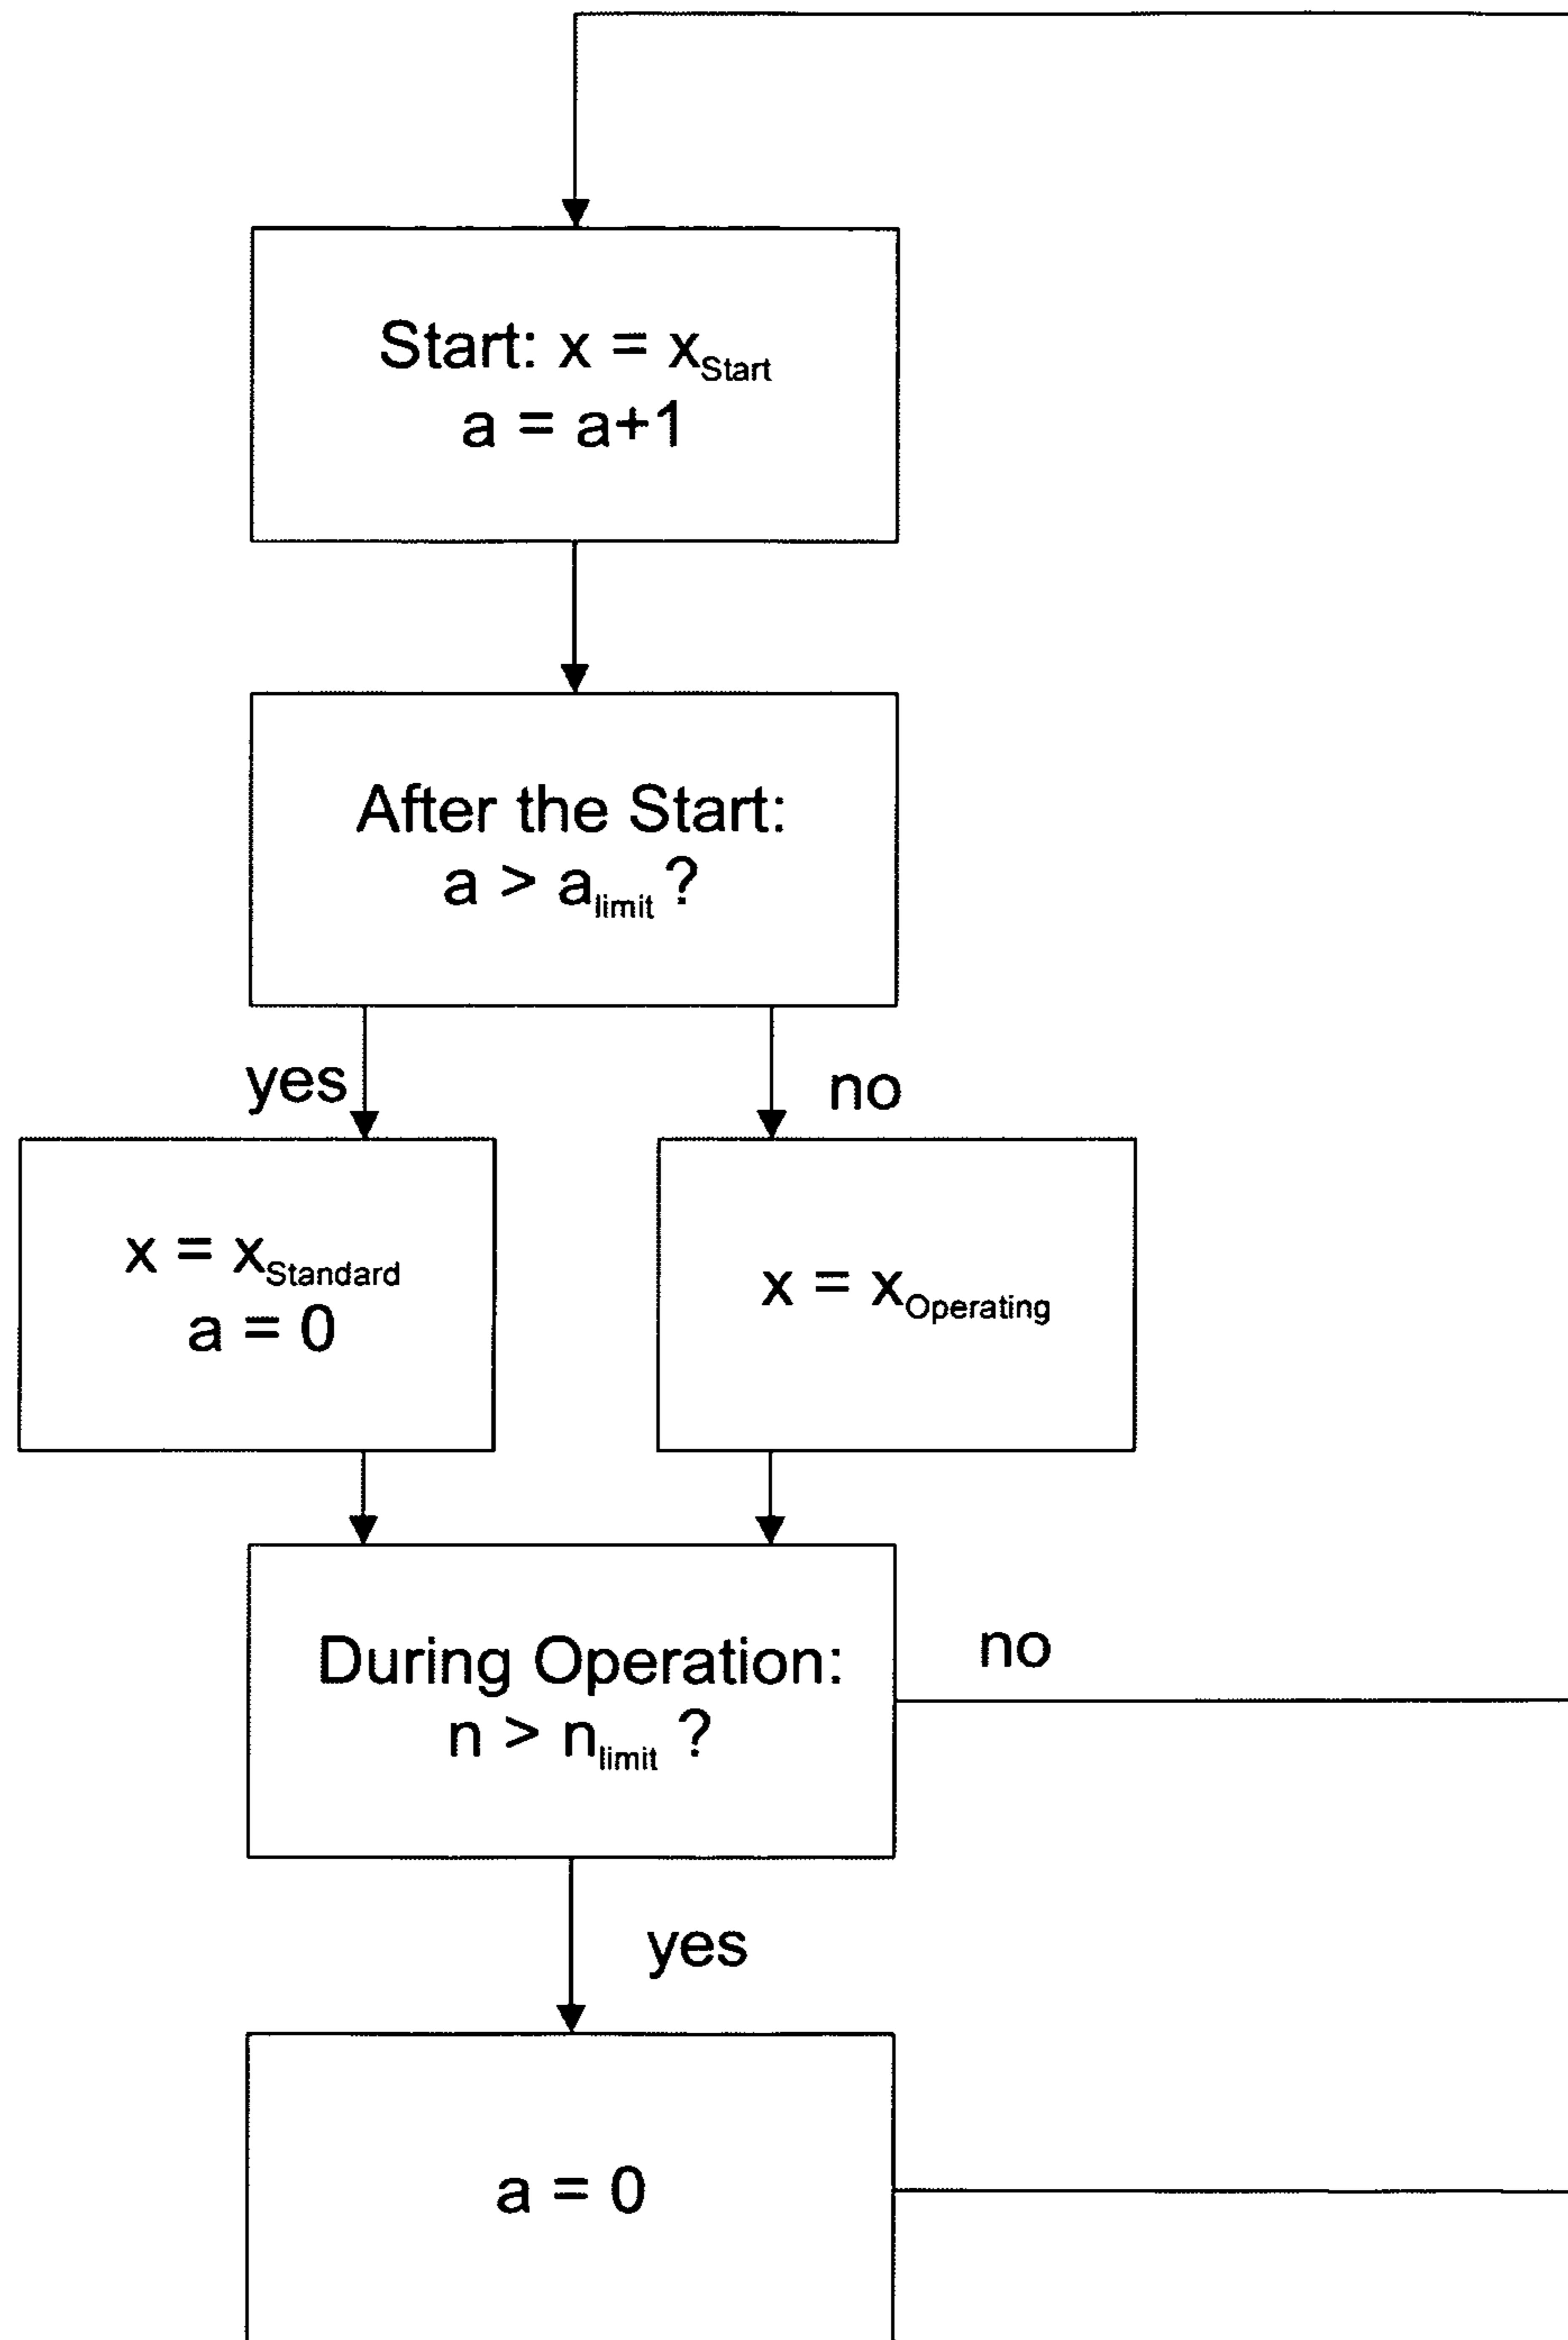 Start: x = xStart
a = a+1
After the Start:
a > alimit ?
yes
no
x = xStandard
a = 0
x = xOperating
During Operation:
n > nlimit ?
no
yes
a = 0